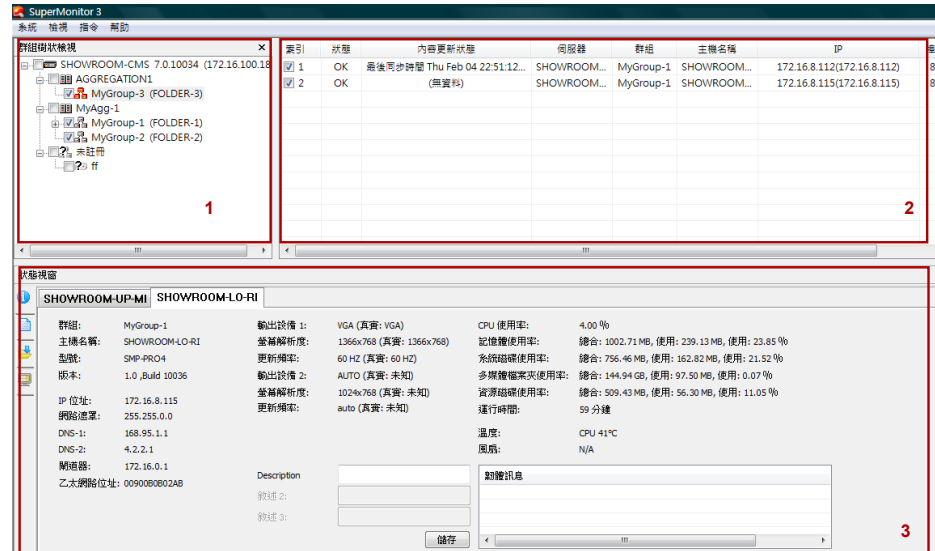 SuperMonitor 3
系統 檢視 指令 幫助
群組樹狀檢視 ×
SHOWROOM-CMS 7.0.10034 (172.16.100.18
AGGREGATION1
MyGroup-3 (FOLDER-3)
MyAgg-1
MyGroup-1 (FOLDER-1)
MyGroup-2 (FOLDER-2)
未註冊
ff
1
索引 狀態 內容更新狀態 伺服器 群組 主機名稱 IP
1 OK 最後同步時間 Thu Feb 04 22:51:12... SHOWROOM... MyGroup-1 SHOWROOM... 172.16.8.112(172.16.8.112) 8
2 OK (無資料) SHOWROOM... MyGroup-1 SHOWROOM... 172.16.8.115(172.16.8.115) 8
2
狀態視窗
SHOWROOM-UP-MI SHOWROOM-LO-RI
群組: MyGroup-1
主機名稱: SHOWROOM-LO-RI
型號: SMP-PRO4
版本: 1.0 ,Build 10036
IP 位址: 172.16.8.115
網路遮罩: 255.255.0.0
DNS-1: 168.95.1.1
DNS-2: 4.2.2.1
閘道器: 172.16.0.1
乙太網路位址: 00900B0B02AB
輸出設備 1: VGA (真實: VGA)
螢幕解析度: 1366x768 (真實: 1366x768)
更新頻率: 60 HZ (真實: 60 HZ)
輸出設備 2: AUTO (真實: 未知)
螢幕解析度: 1024x768 (真實: 未知)
更新頻率: auto (真實: 未知)
Description
敘述 2:
敘述 3:
儲存
CPU 使用率: 4.00 %
記憶體使用率: 總合: 1002.71 MB, 使用: 239.13 MB, 使用: 23.85 %
系統磁碟使用率: 總合: 756.46 MB, 使用: 162.82 MB, 使用: 21.52 %
多媒體檔案夾使用率: 總合: 144.94 GB, 使用: 97.50 MB, 使用: 0.07 %
資源磁碟使用率: 總合: 509.43 MB, 使用: 56.30 MB, 使用: 11.05 %
運行時間: 59 分鐘
溫度: CPU 41°C
風扇: N/A
韌體訊息
3